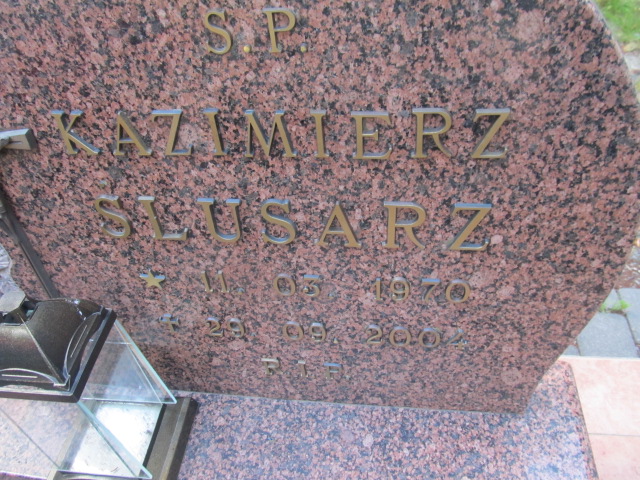 S.P.
KAZIMIERZ
SLUSARZ
★ 11. 03. 1970
+ 29. 09. 2004
R.I.P.